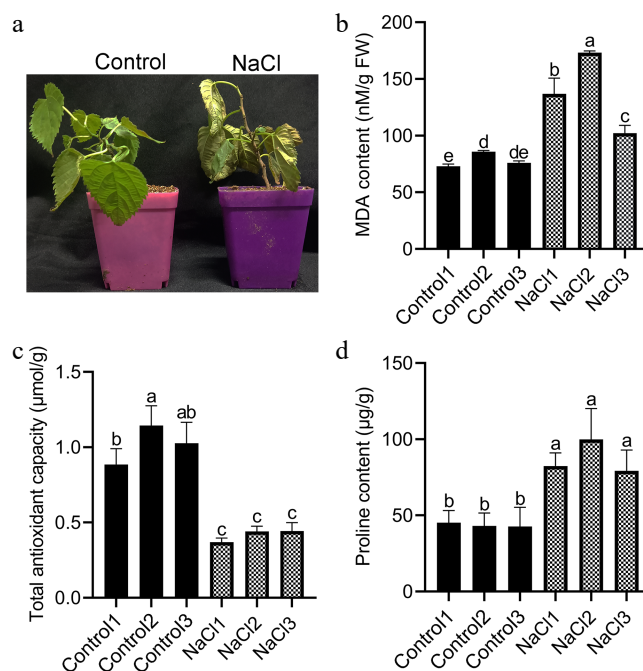 a
Control
NaCl
b
MDA content (nM/g FW)
200
150
100
50
0
e
d
de
b
a
c
Control1
Control2
Control3
NaCl1
NaCl2
NaCl3
c
Total antioxidant capacity (μmol/g)
1.5
1.0
0.5
0.0
b
a
ab
c
c
c
Control1
Control2
Control3
NaCl1
NaCl2
NaCl3
d
Proline content (μg/g)
150
100
50
0
b
b
b
a
a
a
Control1
Control2
Control3
NaCl1
NaCl2
NaCl3